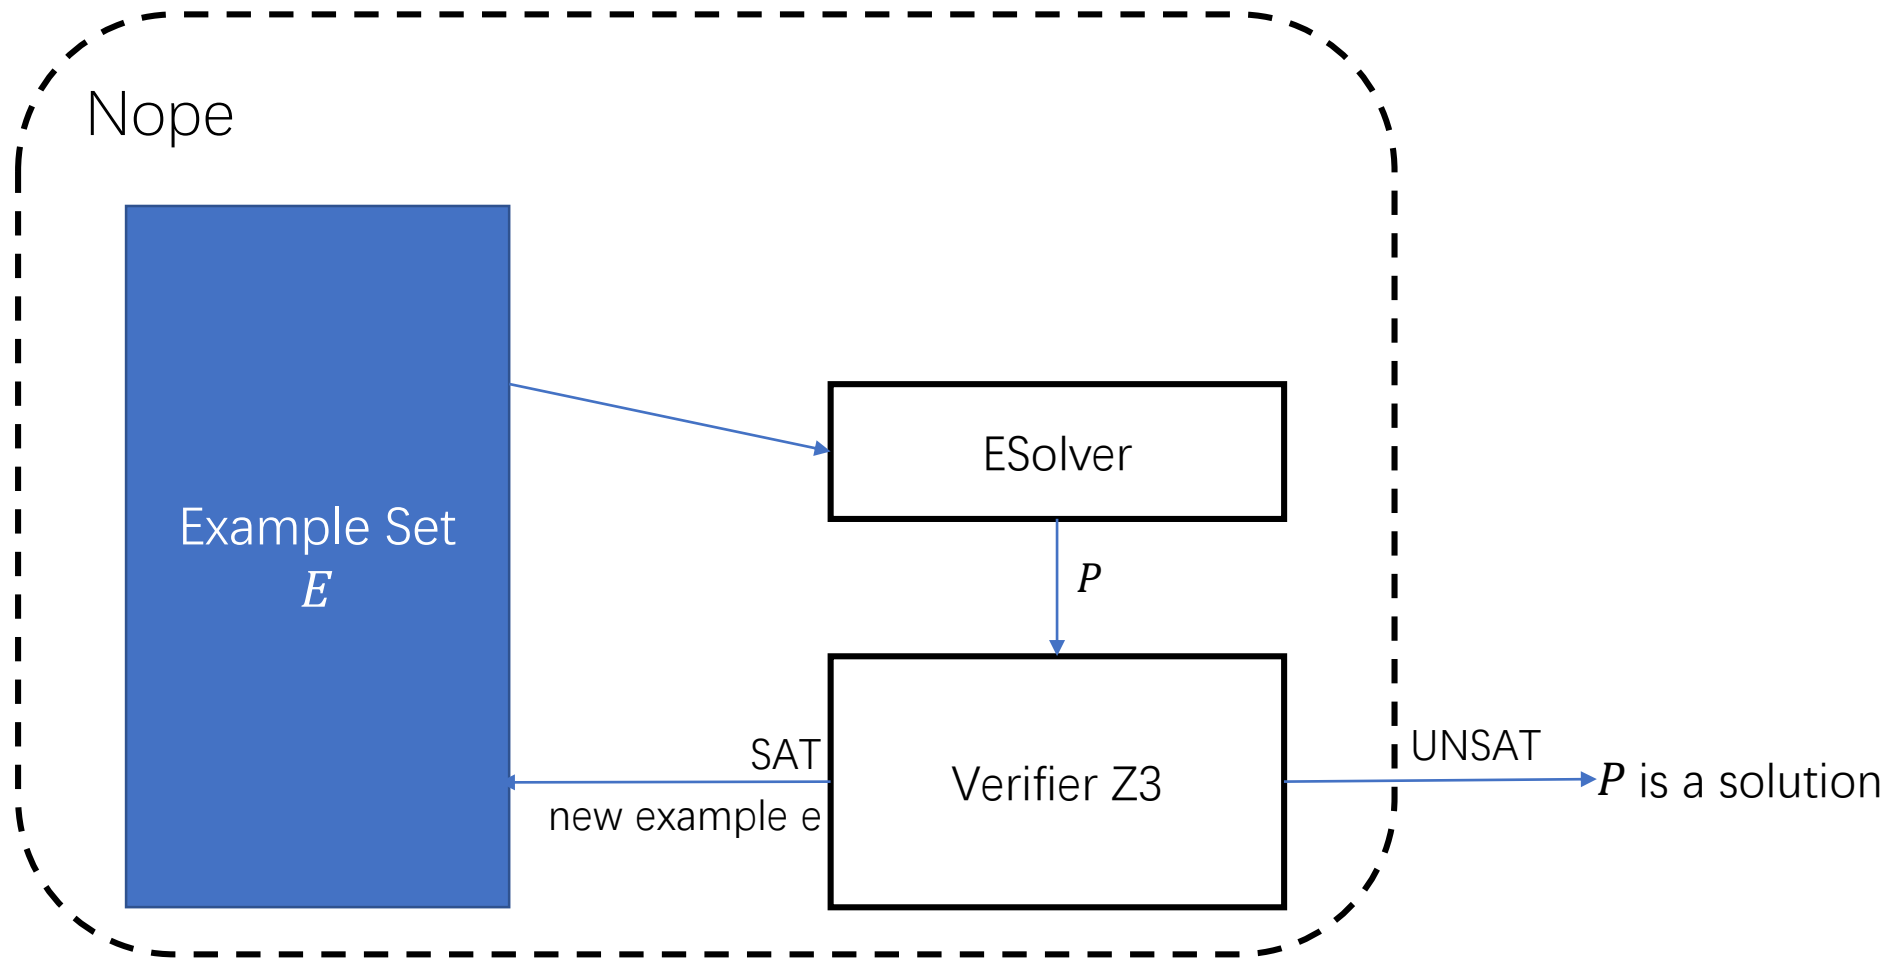 Nope
Example Set
E
ESolver
P
SAT
new example e
Verifier Z3
UNSAT
P is a solution